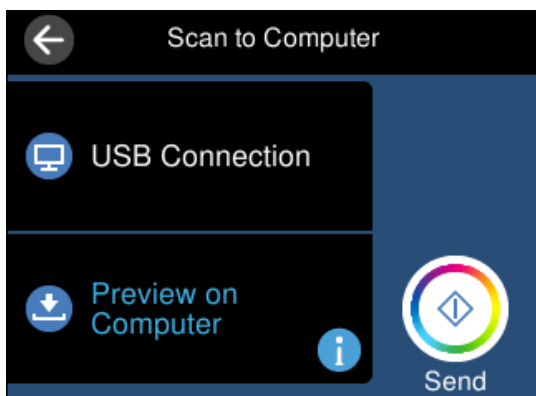 Scan to Computer
USB Connection
Preview on
Computer
i
Send